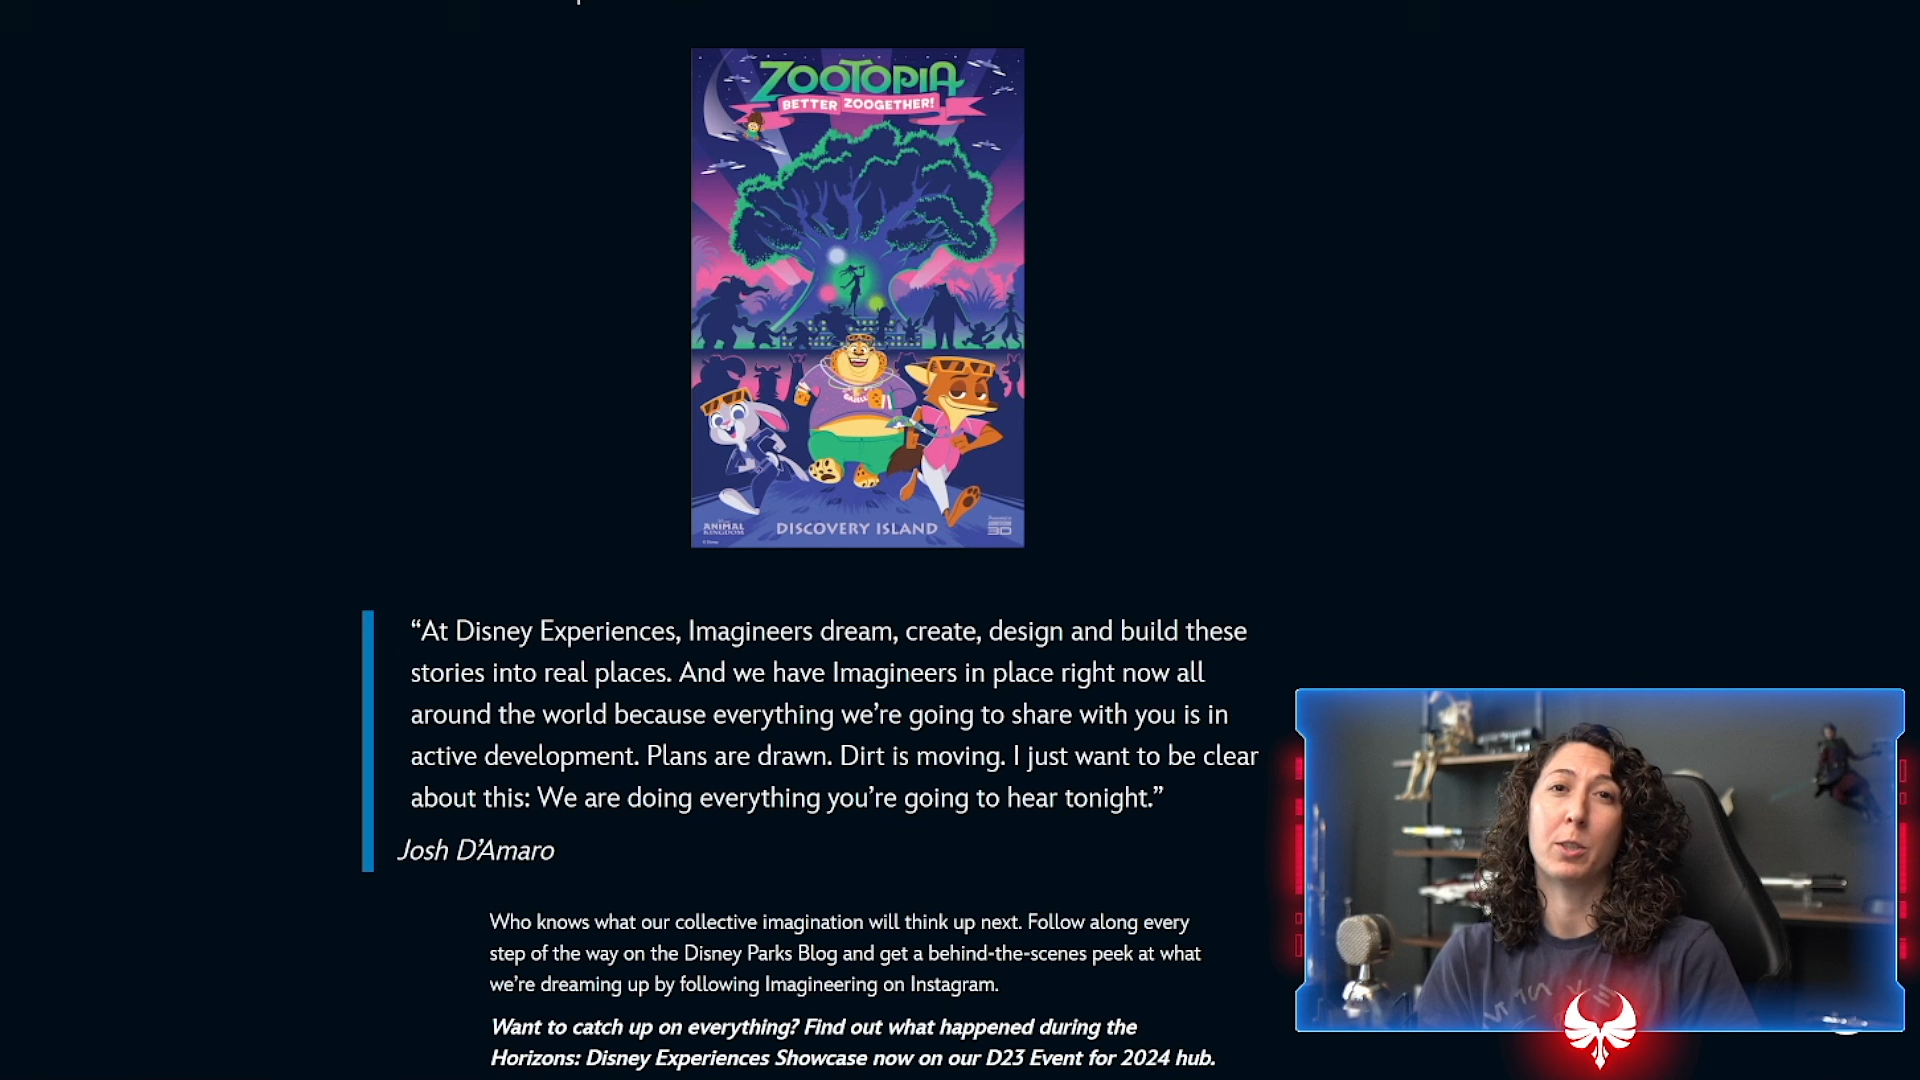 ZOOTOPIA
BETTER ZOOGETHER!
ANIMAL
KINGDOM
DISCOVERY ISLAND
3D
“At Disney Experiences, Imagineers dream, create, design and build these
stories into real places. And we have Imagineers in place right now all
around the world because everything we’re going to share with you is in
active development. Plans are drawn. Dirt is moving. I just want to be clear
about this: We are doing everything you’re going to hear tonight.”
Josh D’Amaro
Who knows what our collective imagination will think up next. Follow along every
step of the way on the Disney Parks Blog and get a behind-the-scenes peek at what
we’re dreaming up by following Imagineering on Instagram.
Want to catch up on everything? Find out what happened during the
Horizons: Disney Experiences Showcase now on our D23 Event for 2024 hub.